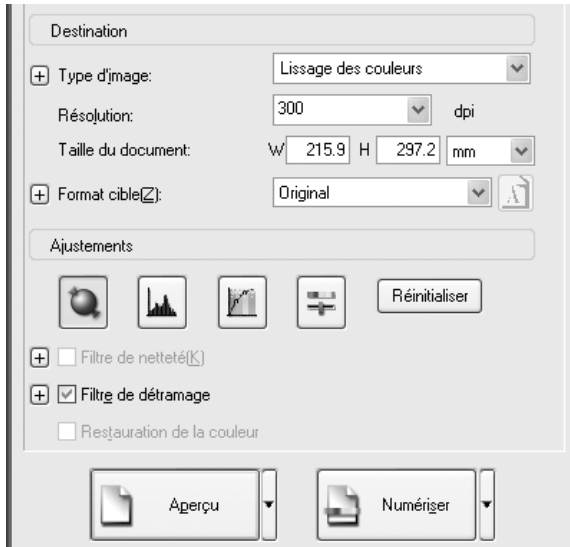 Destination
Type d'image: Lissage des couleurs
Résolution: 300 dpi
Taille du document: W 215.9 H 297.2 mm
Format cible(Z): Original
Ajustements
Réinitialiser
Filtre de netteté(K)
Filtre de détramage
Restauration de la couleur
Aperçu Numériser